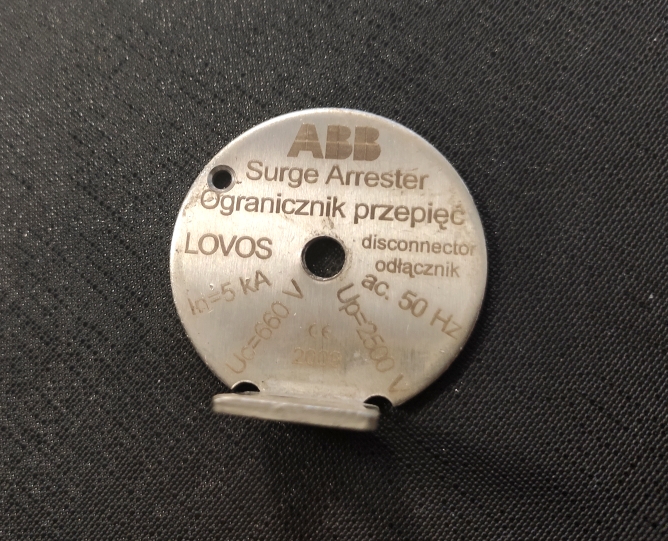 ABB
Surge Arrester
Ogranicznik przepięć
LOVOS
disconnector
odłącznik
In=5 kA
ac. 50 Hz
Uc=660 V
Up=2500 V
CE